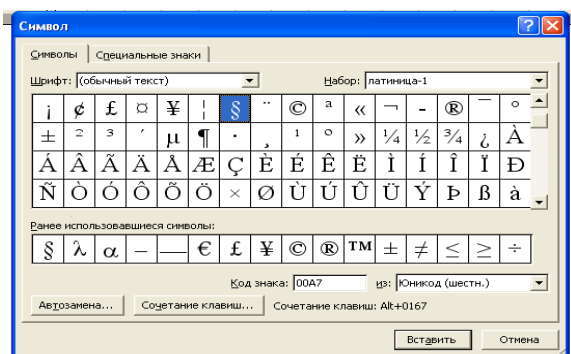 Символ
Символы Специальные знаки
Шрифт: (обычный текст) Набор: латиница-1
¡ ¢ £ ¤ ¥ ¦ § ¨ © ª « ¬ - ® ¯ °
± ² ³ ´ µ ¶ · ¸ ¹ º » ¼ ½ ¾ ¿ À
Á Â Ã Ä Å Æ Ç È É Ê Ë Ì Í Î Ï Ð
Ñ Ò Ó Ô Õ Ö × Ø Ù Ú Û Ü Ý Þ ß à
Ранее использовавшиеся символы:
§ λ α – — € £ ¥ © ® ™ ± ≠ ≤ ≥ ÷
Код знака: 00A7 из: Юникод (шестн.)
Автозамена... Сочетание клавиш... Сочетание клавиш: Alt+0167
Вставить Отмена